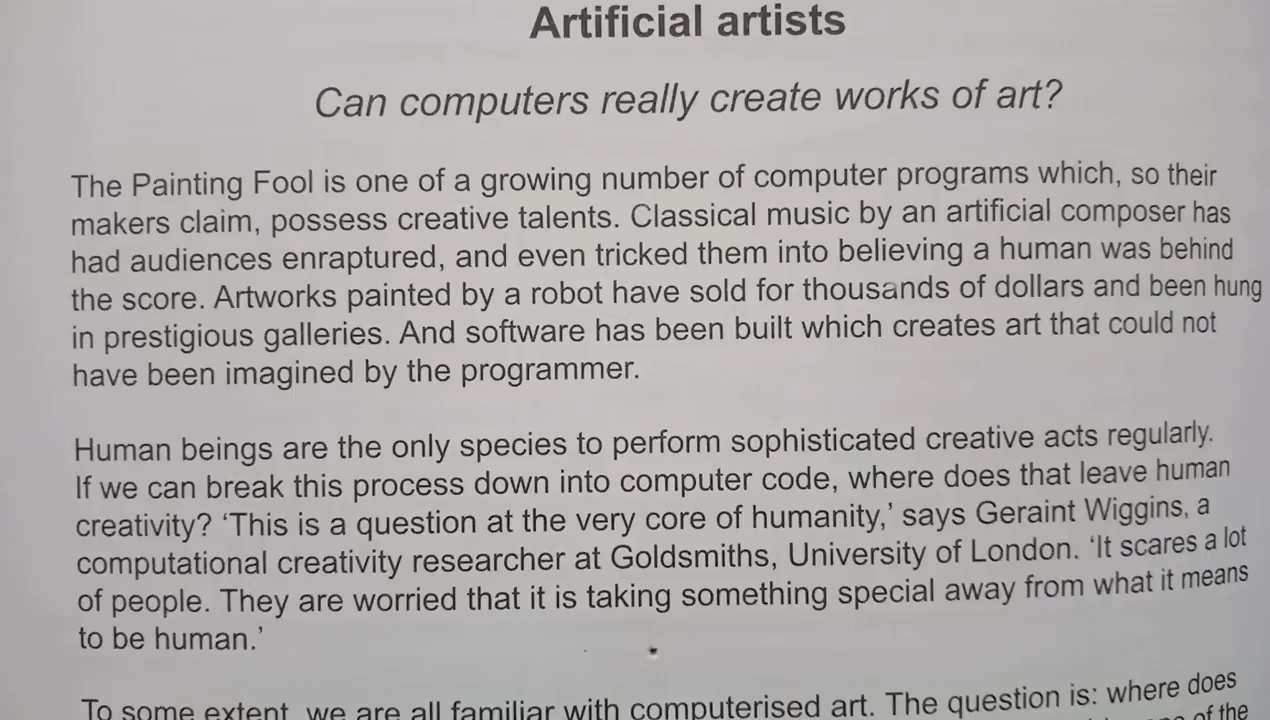 Artificial artists
Can computers really create works of art?
The Painting Fool is one of a growing number of computer programs which, so their
makers claim, possess creative talents. Classical music by an artificial composer has
had audiences enraptured, and even tricked them into believing a human was behind
the score. Artworks painted by a robot have sold for thousands of dollars and been hung
in prestigious galleries. And software has been built which creates art that could not
have been imagined by the programmer.
Human beings are the only species to perform sophisticated creative acts regularly.
If we can break this process down into computer code, where does that leave human
creativity? ‘This is a question at the very core of humanity,’ says Geraint Wiggins, a
computational creativity researcher at Goldsmiths, University of London. ‘It scares a lot
of people. They are worried that it is taking something special away from what it means
to be human.’
To some extent, we are all familiar with computerised art. The question is: where does
of the